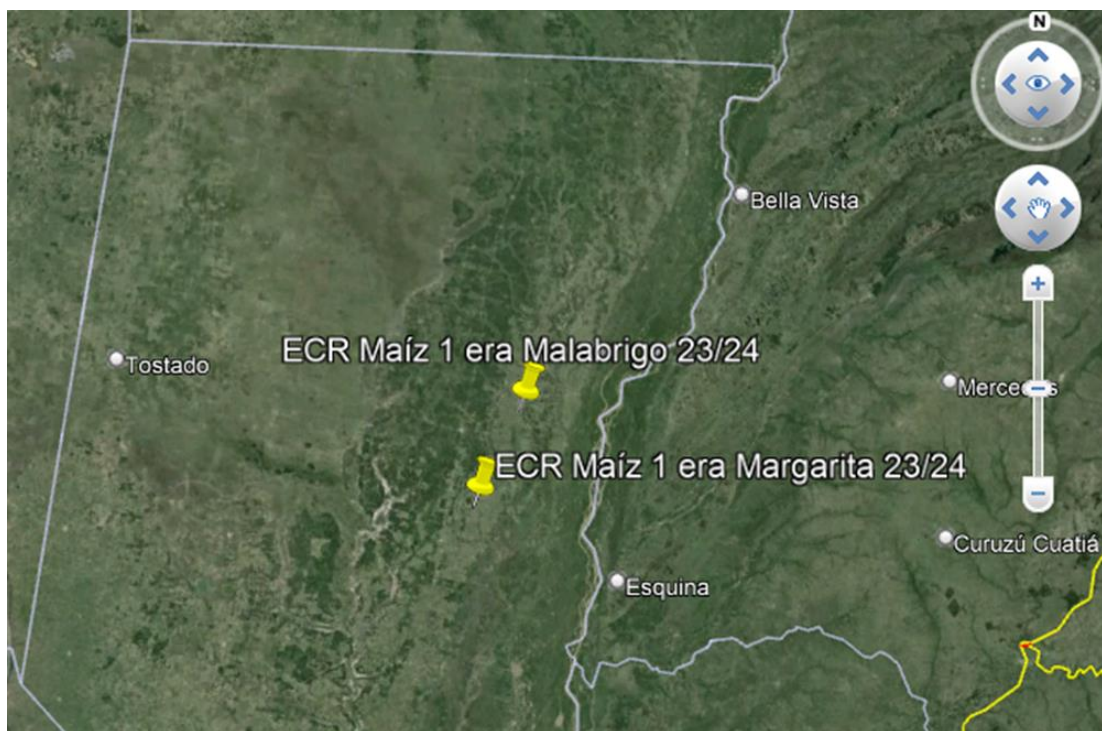 N
Bella Vista
ECR Maíz 1 era Malabrigo 23/24
Tostado
Mercedes
ECR Maíz 1 era Margarita 23/24
Curuzú Cuatiá
Esquina